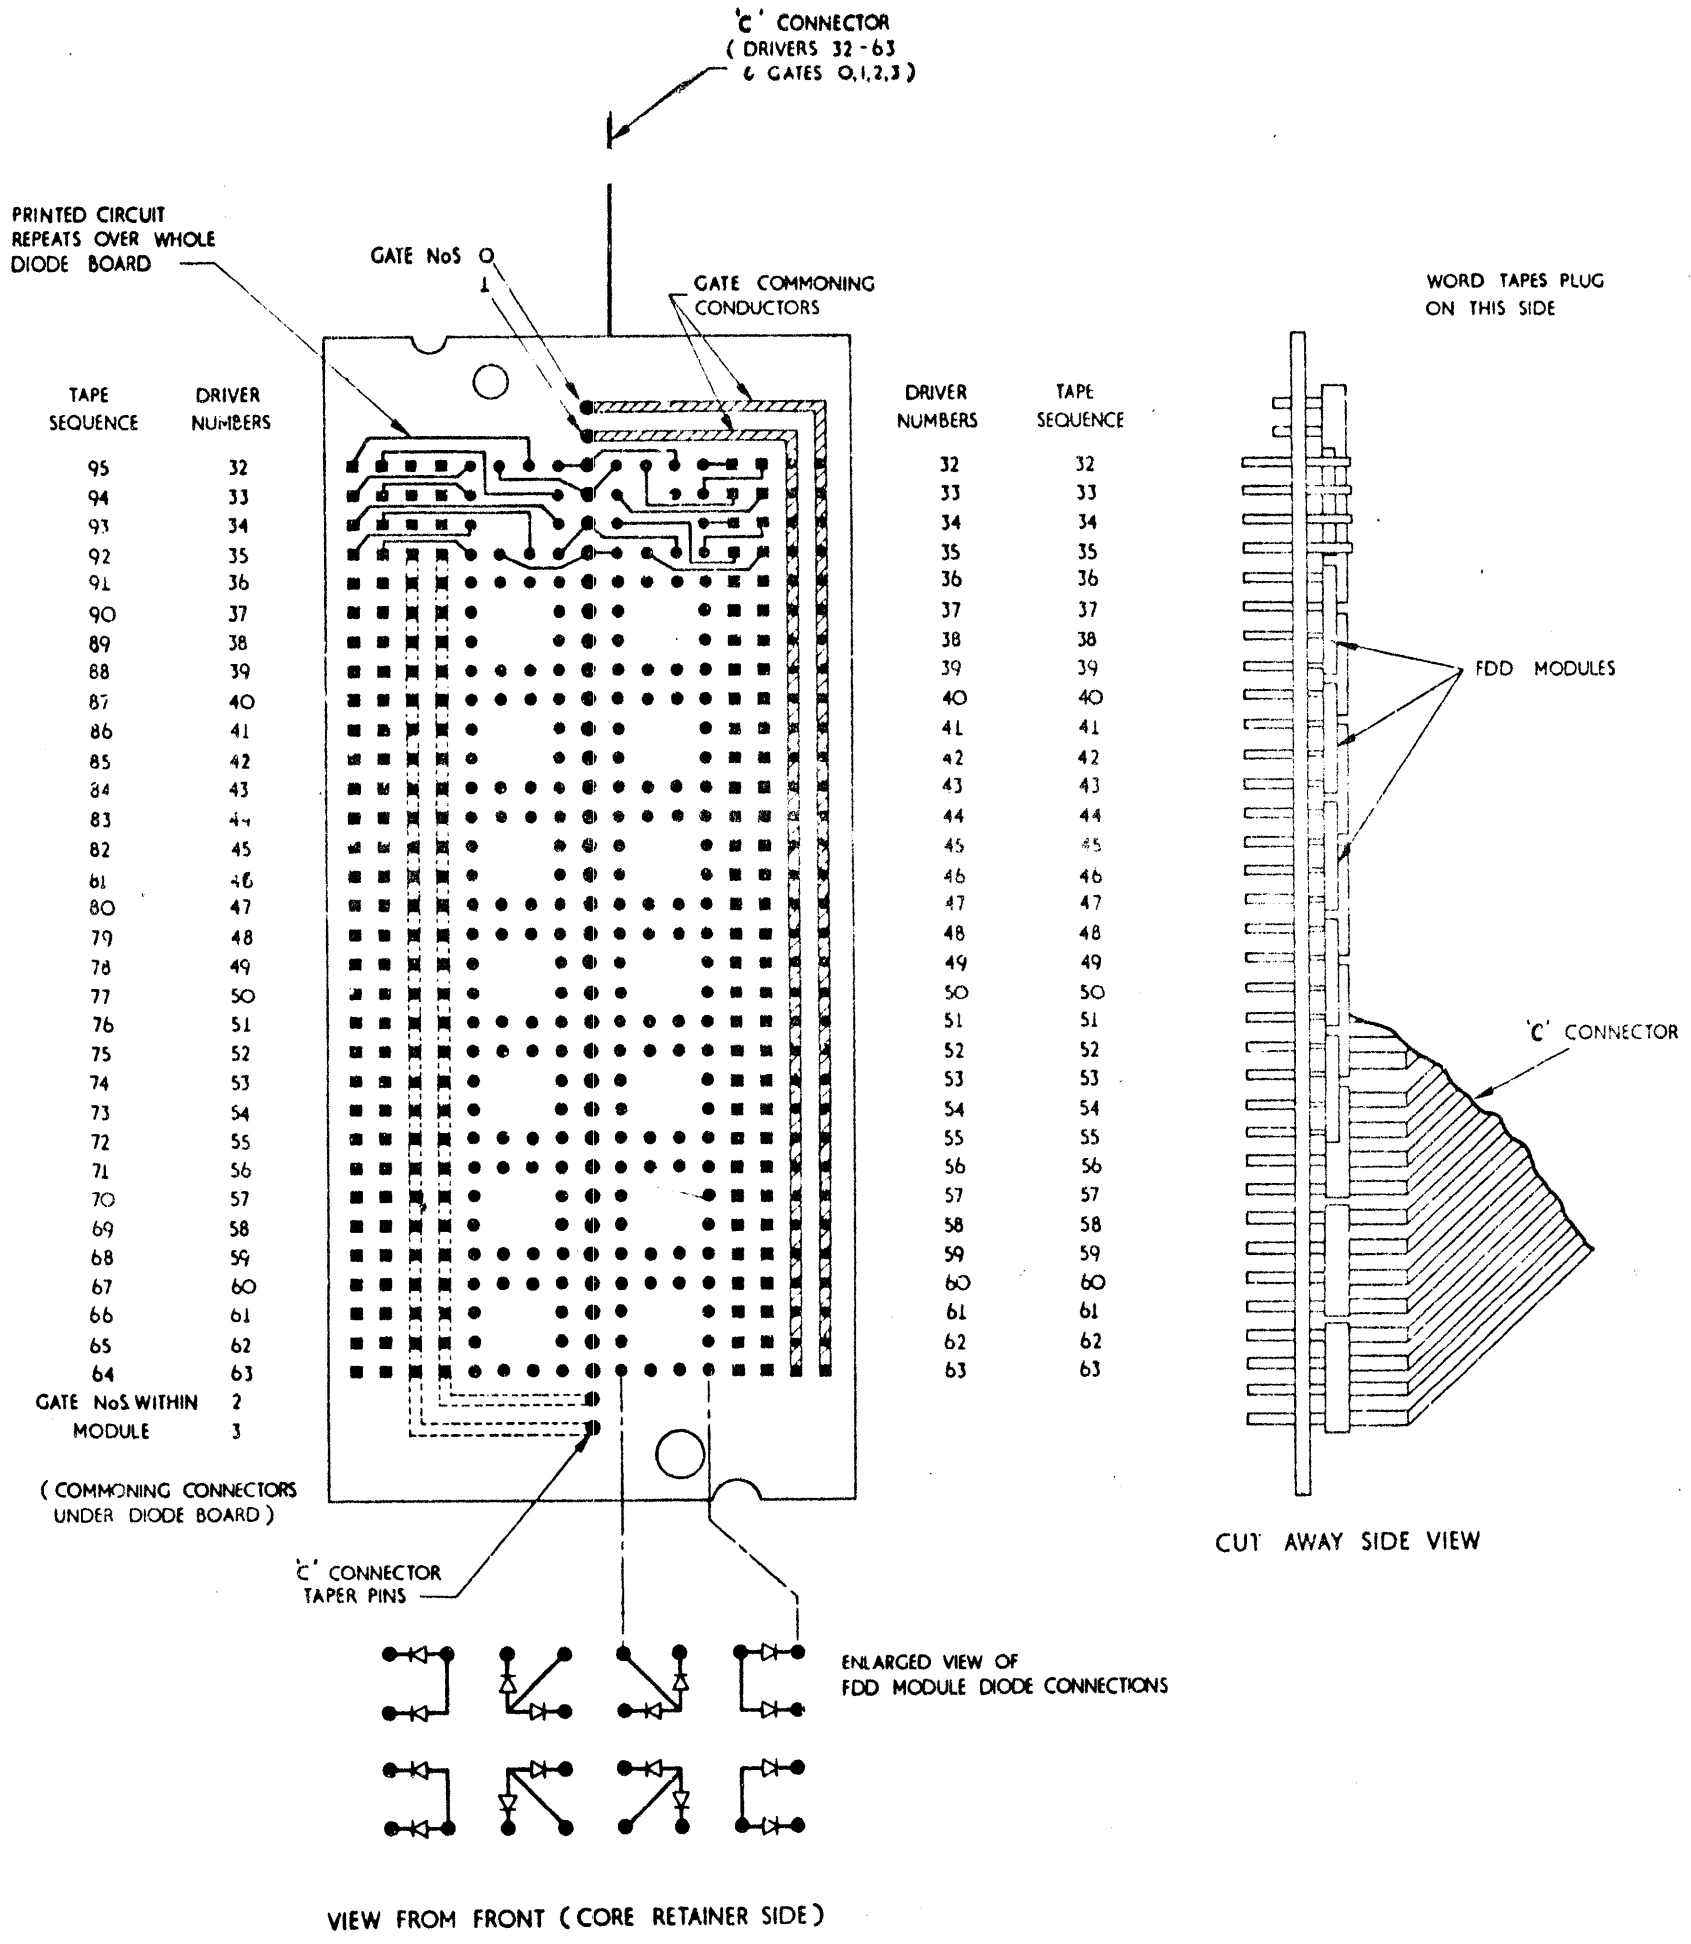 'C' CONNECTOR
( DRIVERS 32-63
& GATES 0,1,2,3 )
PRINTED CIRCUIT
REPEATS OVER WHOLE
DIODE BOARD
GATE NoS 0
1
GATE COMMONING
CONDUCTORS
WORD TAPES PLUG
ON THIS SIDE
TAPE DRIVER
SEQUENCE NUMBERS
95 32
94 33
93 34
92 35
91 36
90 37
89 38
88 39
87 40
86 41
85 42
84 43
83 44
82 45
81 46
80 47
79 48
78 49
77 50
76 51
75 52
74 53
73 54
72 55
71 56
70 57
69 58
68 59
67 60
66 61
65 62
64 63
GATE NoS WITHIN 2
MODULE 3
( COMMONING CONNECTORS
UNDER DIODE BOARD )
DRIVER TAPE
NUMBERS SEQUENCE
32 32
33 33
34 34
35 35
36 36
37 37
38 38
39 39
40 40
41 41
42 42
43 43
44 44
45 45
46 46
47 47
48 48
49 49
50 50
51 51
52 52
53 53
54 54
55 55
56 56
57 57
58 58
59 59
60 60
61 61
62 62
63 63
FDD MODULES
'C' CONNECTOR
CUT AWAY SIDE VIEW
'C' CONNECTOR
TAPER PINS
ENLARGED VIEW OF
FDD MODULE DIODE CONNECTIONS
VIEW FROM FRONT ( CORE RETAINER SIDE )